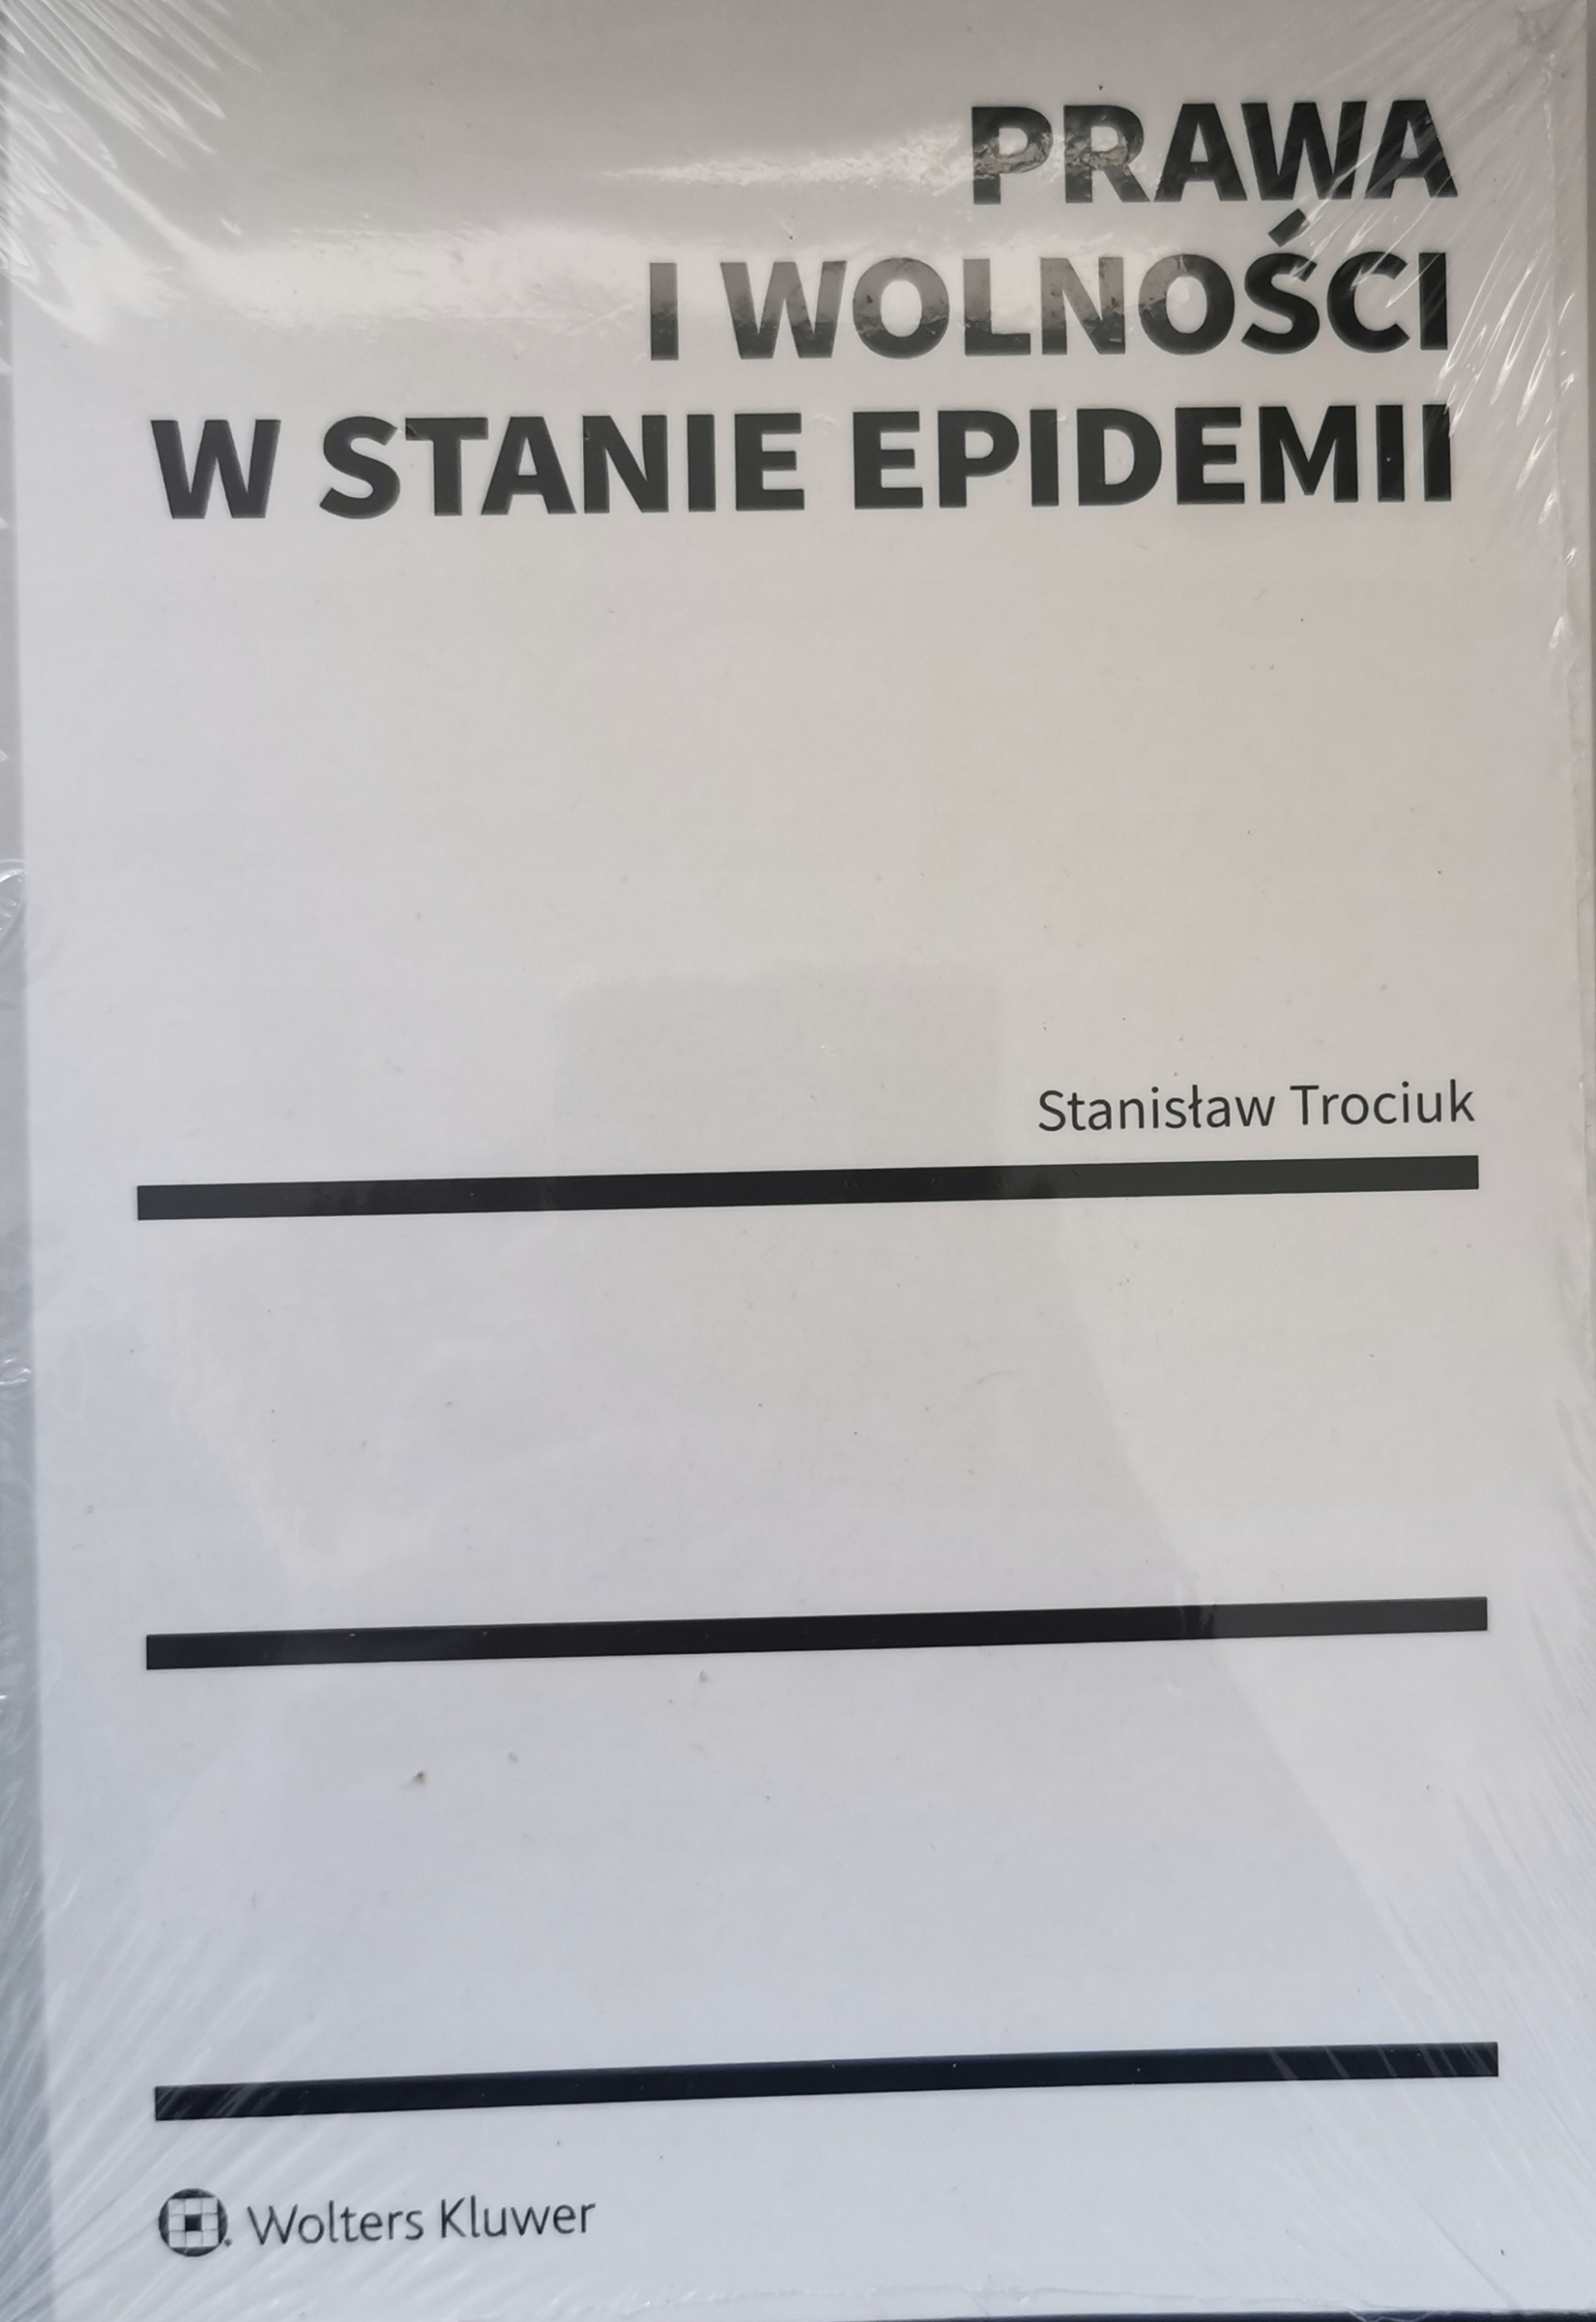 PRAWA
I WOLNOŚCI
W STANIE EPIDEMII
Stanisław Trociuk
Wolters Kluwer